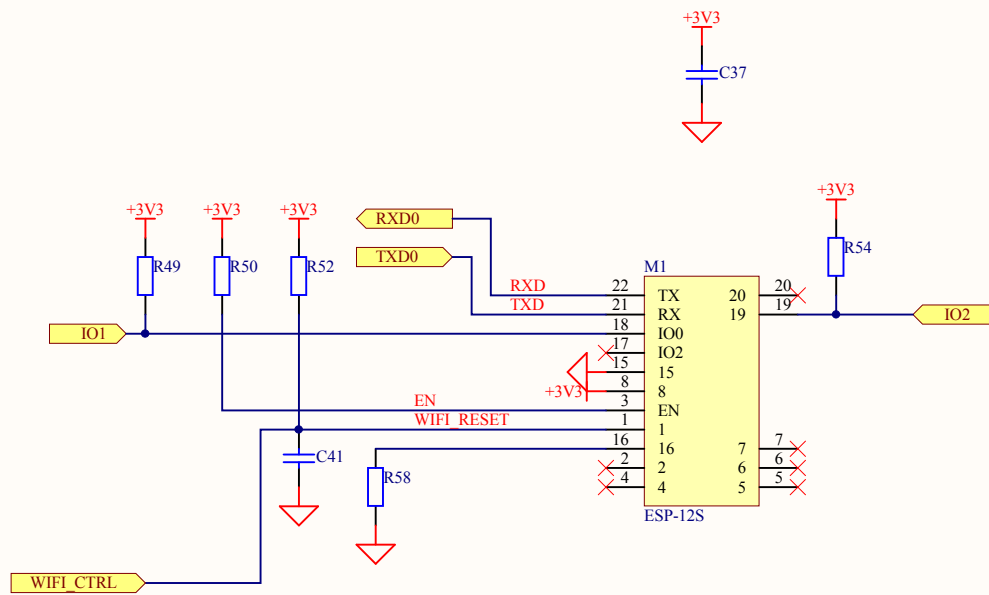 +3V3
C37
+3V3
+3V3
+3V3
+3V3
RXD0
R49
R50
R52
TXD0
R54
M1
RXD
22
TX
20
20
TXD
21
RX
19
19
IO1
18
IO0
IO2
17
IO2
15
15
+3V3
8
8
EN
3
EN
WIFI_RESET
1
1
C41
16
16
7
7
R58
2
2
6
6
4
4
5
5
ESP-12S
WIFI_CTRL